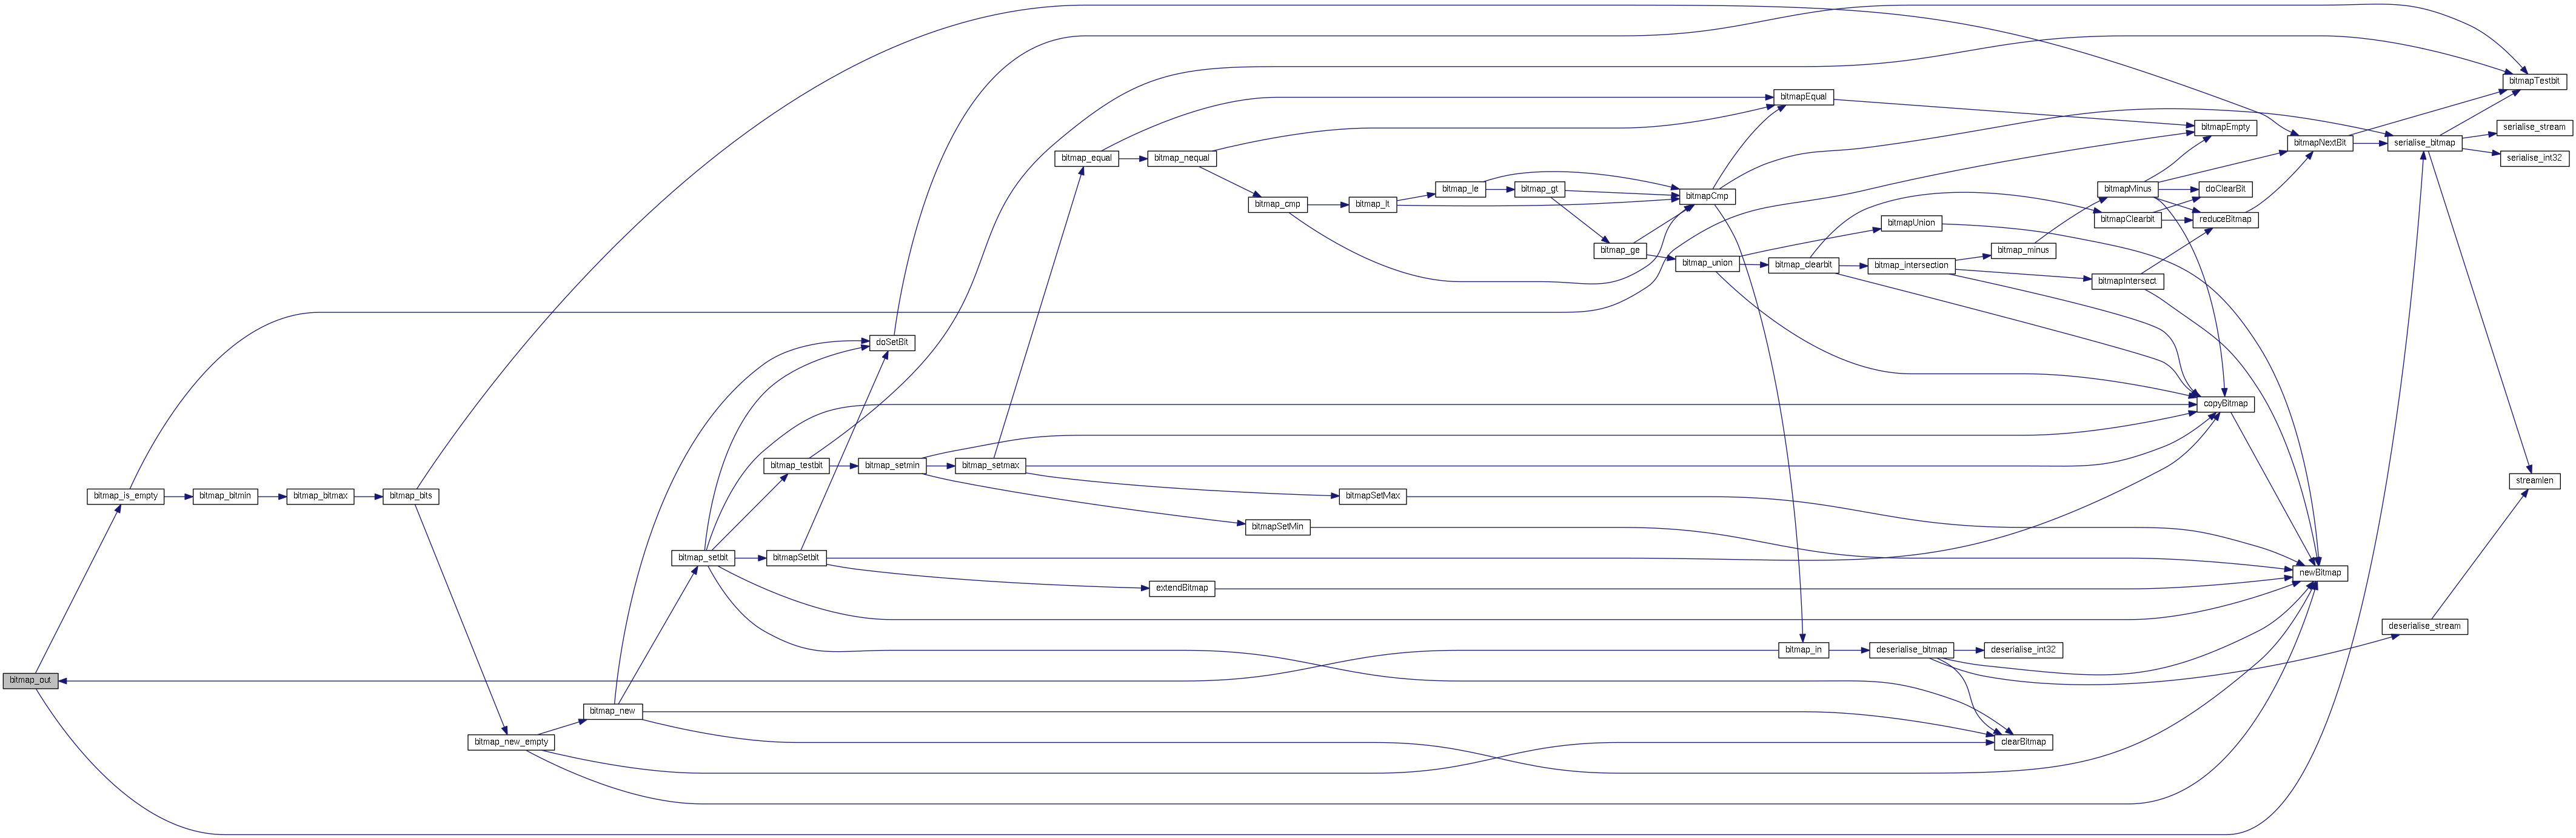 bitmapTestbit
bitmapEqual
bitmapEmpty
serialise_stream
bitmapNextBit
serialise_bitmap
serialise_int32
bitmap_equal
bitmap_nequal
bitmap_le
bitmap_gt
bitmapCmp
bitmapMinus
doClearBit
bitmap_cmp
bitmap_lt
bitmapUnion
bitmapClearbit
reduceBitmap
bitmap_ge
bitmap_minus
bitmap_union
bitmap_clearbit
bitmap_intersection
bitmapIntersect
doSetBit
copyBitmap
bitmap_testbit
bitmap_setmin
bitmap_setmax
streamlen
bitmap_is_empty
bitmap_bitmin
bitmap_bitmax
bitmap_bits
bitmapSetMax
bitmapSetMin
bitmap_setbit
bitmapSetbit
newBitmap
extendBitmap
deserialise_stream
bitmap_in
deserialise_bitmap
deserialise_int32
bitmap_out
bitmap_new
bitmap_new_empty
clearBitmap